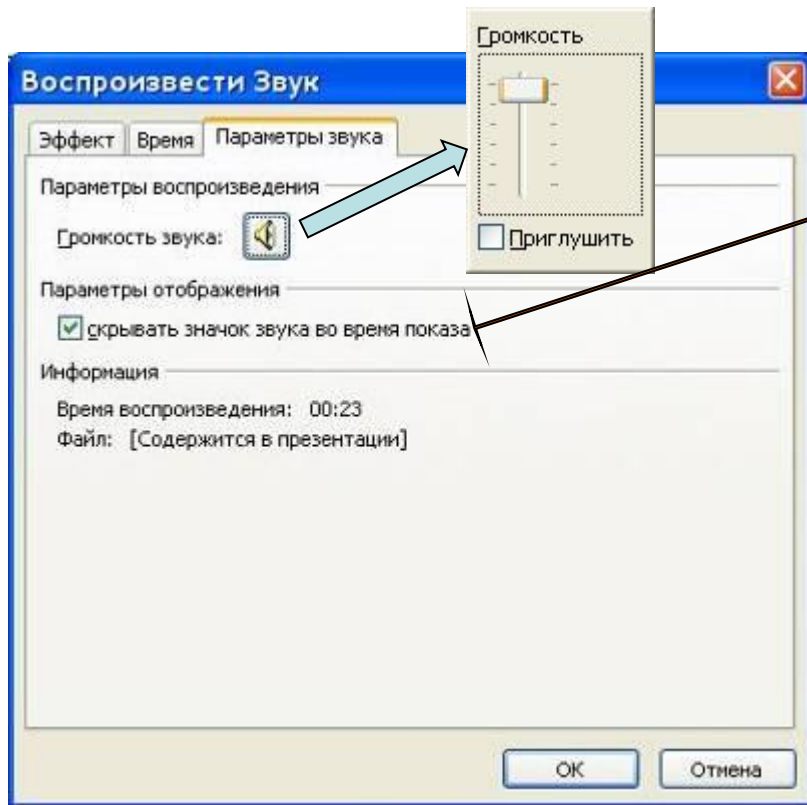 Громкость
Воспроизвести Звук
Эффект Время Параметры звука
Параметры воспроизведения
Громкость звука:
Приглушить
Параметры отображения
скрывать значок звука во время показа
Информация
Время воспроизведения: 00:23
Файл: [Содержится в презентации]
ОК Отмена